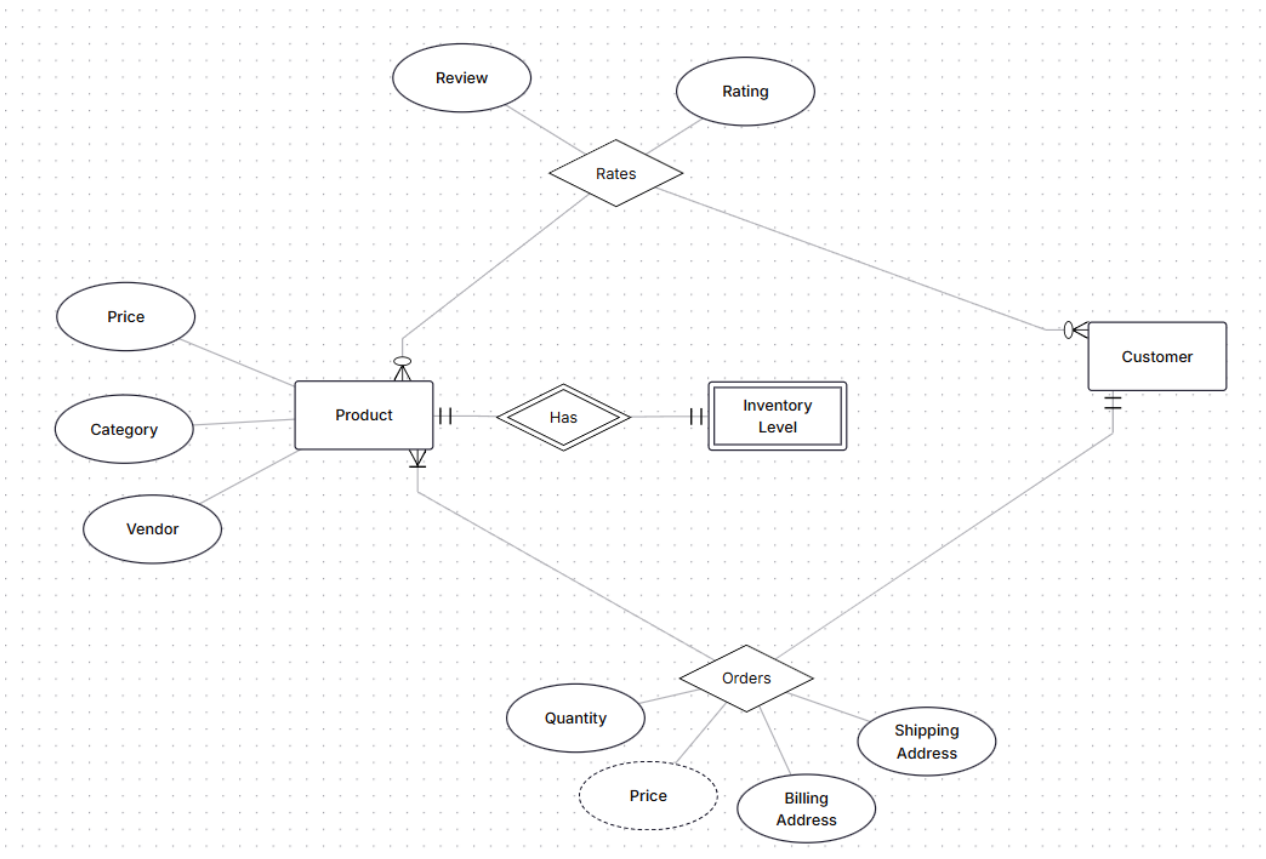 Review
Rating
Rates
Price
Customer
Inventory
Level
Product
Has
Category
Vendor
Orders
Quantity
Shipping
Address
Price
Billing
Address